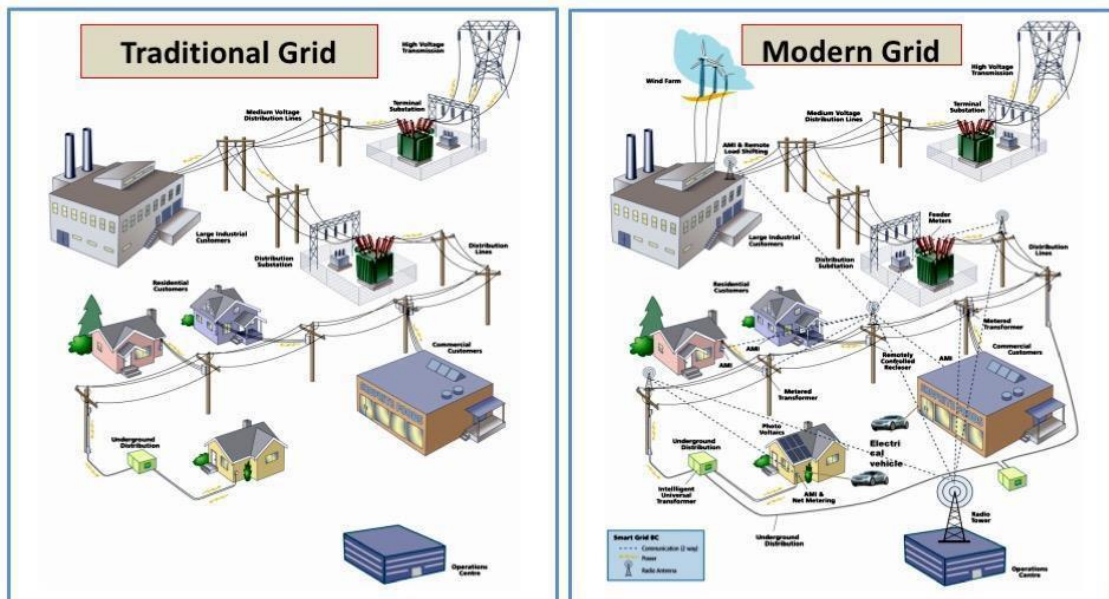 Traditional Grid
High Voltage
Transmission
Terminal
Substation
Medium Voltage
Distribution Lines
Large Industrial
Customers
Distribution
Substation
Distribution
Lines
Residential
Customers
Commercial
Customers
Underground
Distribution
Operations
Centre
Modern Grid
Wind Farm
High Voltage
Transmission
Terminal
Substation
Medium Voltage
Distribution Lines
AMI & Remote
Load Shifting
Large Industrial
Customers
Feeder
Meters
Distribution
Substation
Distribution
Lines
Residential
Customers
Metered
Transformer
Commercial
Customers
AMI
AMI
AMI
Remotely
Controlled
Recloser
Metered
Transformer
Photo
Voltaics
Underground
Distribution
Electri
cal
vehicle
Intelligent
Universal
Transformer
AMI &
Net Metering
Radio
Tower
Underground
Distribution
Smart Grid BC
Communication (2 way)
Power
Radio Antenna
Operations
Centre